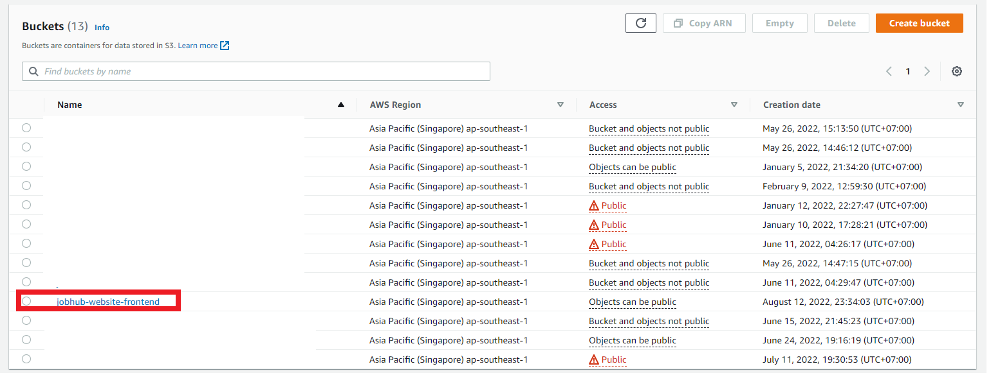 Buckets (13) Info
Copy ARN Empty Delete Create bucket
Buckets are containers for data stored in S3. Learn more
Find buckets by name
1
Name AWS Region Access Creation date
Asia Pacific (Singapore) ap-southeast-1 Bucket and objects not public May 26, 2022, 15:13:50 (UTC+07:00)
Asia Pacific (Singapore) ap-southeast-1 Bucket and objects not public May 26, 2022, 14:46:12 (UTC+07:00)
Asia Pacific (Singapore) ap-southeast-1 Objects can be public January 5, 2022, 21:34:20 (UTC+07:00)
Asia Pacific (Singapore) ap-southeast-1 Bucket and objects not public February 9, 2022, 12:59:30 (UTC+07:00)
Asia Pacific (Singapore) ap-southeast-1 Public January 12, 2022, 22:27:47 (UTC+07:00)
Asia Pacific (Singapore) ap-southeast-1 Public January 10, 2022, 17:28:21 (UTC+07:00)
Asia Pacific (Singapore) ap-southeast-1 Public June 11, 2022, 04:26:17 (UTC+07:00)
Asia Pacific (Singapore) ap-southeast-1 Bucket and objects not public May 26, 2022, 14:47:15 (UTC+07:00)
Asia Pacific (Singapore) ap-southeast-1 Bucket and objects not public June 11, 2022, 04:29:47 (UTC+07:00)
jobhub-website-frontend Asia Pacific (Singapore) ap-southeast-1 Objects can be public August 12, 2022, 23:34:03 (UTC+07:00)
Asia Pacific (Singapore) ap-southeast-1 Bucket and objects not public June 15, 2022, 21:45:23 (UTC+07:00)
Asia Pacific (Singapore) ap-southeast-1 Objects can be public June 24, 2022, 19:16:19 (UTC+07:00)
Asia Pacific (Singapore) ap-southeast-1 Public July 11, 2022, 19:30:53 (UTC+07:00)